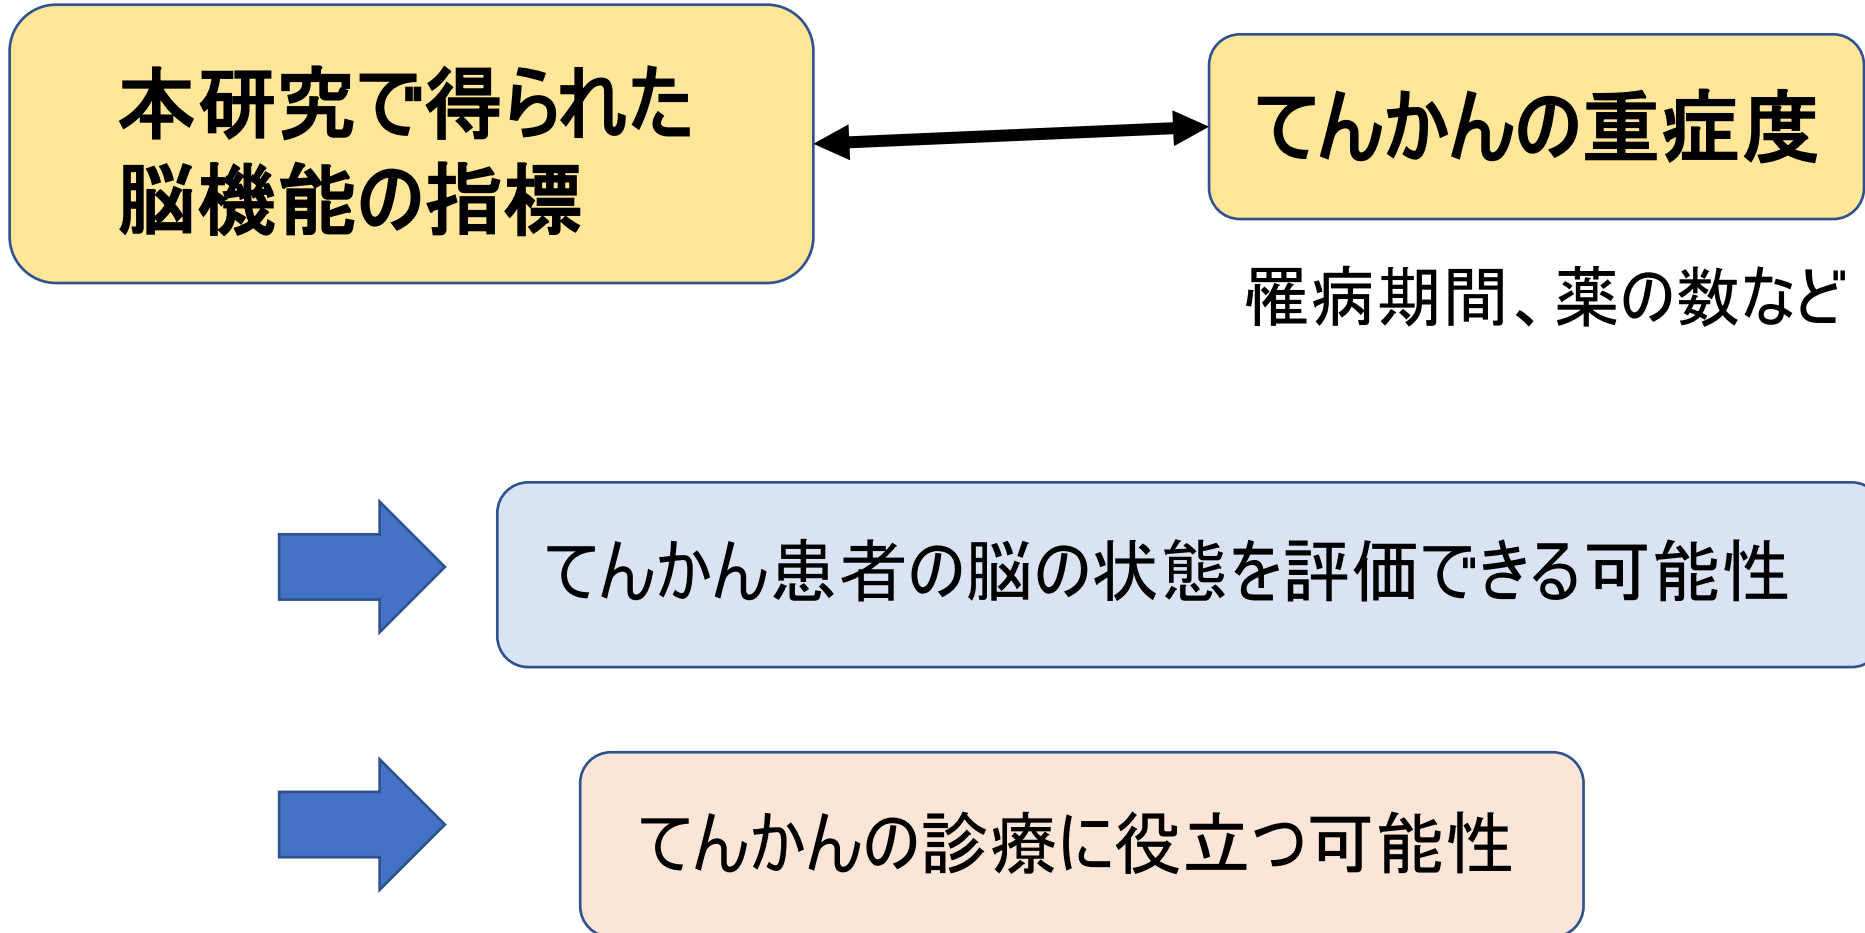 本研究で得られた
脳機能の指標
てんかんの重症度
罹病期間、薬の数など
てんかん患者の脳の状態を評価できる可能性
てんかんの診療に役立つ可能性